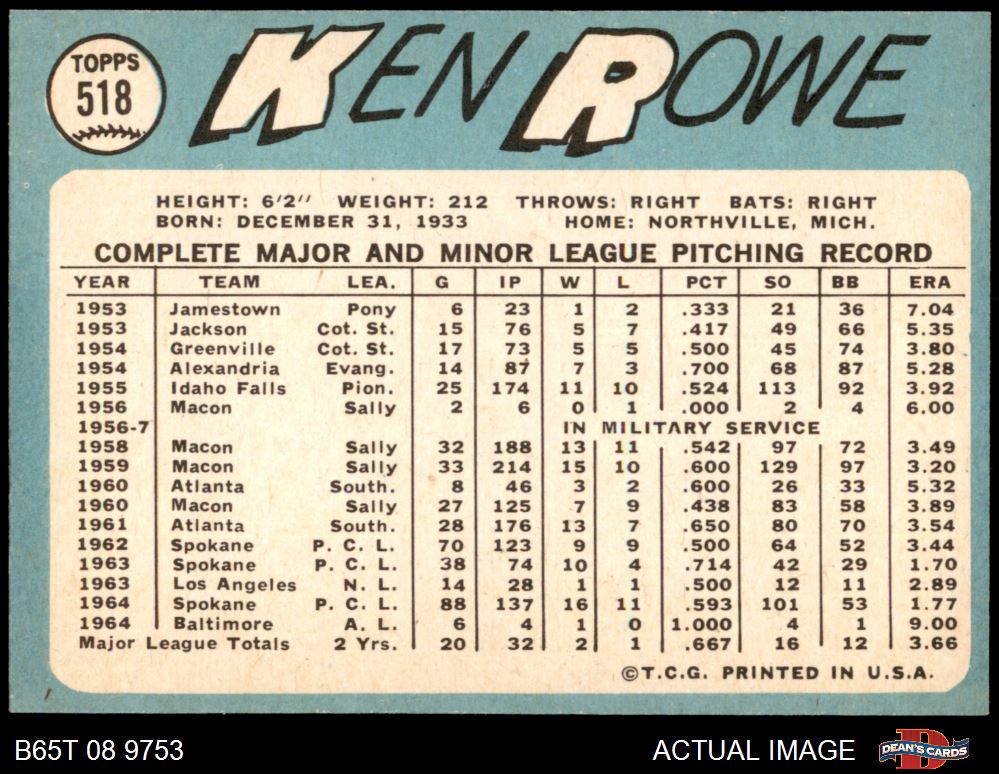 TOPPS
518
KEN ROWE
HEIGHT: 6'2" WEIGHT: 212 THROWS: RIGHT BATS: RIGHT
BORN: DECEMBER 31, 1933 HOME: NORTHVILLE, MICH.
COMPLETE MAJOR AND MINOR LEAGUE PITCHING RECORD
YEAR TEAM LEA. G IP W L PCT SO BB ERA
1953 Jamestown Pony 6 23 1 2 .333 21 36 7.04
1953 Jackson Cot. St. 15 76 5 7 .417 49 66 5.35
1954 Greenville Cot. St. 17 73 5 5 .500 45 74 3.80
1954 Alexandria Evang. 14 87 7 3 .700 68 87 5.28
1955 Idaho Falls Pion. 25 174 11 10 .524 113 92 3.92
1956 Macon Sally 2 6 0 1 .000 2 4 6.00
1956-7 IN MILITARY SERVICE
1958 Macon Sally 32 188 13 11 .542 97 72 3.49
1959 Macon Sally 33 214 15 10 .600 129 97 3.20
1960 Atlanta South. 8 46 3 2 .600 26 33 5.32
1960 Macon Sally 27 125 7 9 .438 83 58 3.89
1961 Atlanta South. 28 176 13 7 .650 80 70 3.54
1962 Spokane P. C. L. 70 123 9 9 .500 64 52 3.44
1963 Spokane P. C. L. 38 74 10 4 .714 42 29 1.70
1963 Los Angeles N. L. 14 28 1 1 .500 12 11 2.89
1964 Spokane P. C. L. 88 137 16 11 .593 101 53 1.77
1964 Baltimore A. L. 6 4 1 0 1.000 4 1 9.00
Major League Totals 2 Yrs. 20 32 2 1 .667 16 12 3.66
©T.C.G. PRINTED IN U.S.A.
B65T 08 9753 ACTUAL IMAGE DEAN'S CARDS